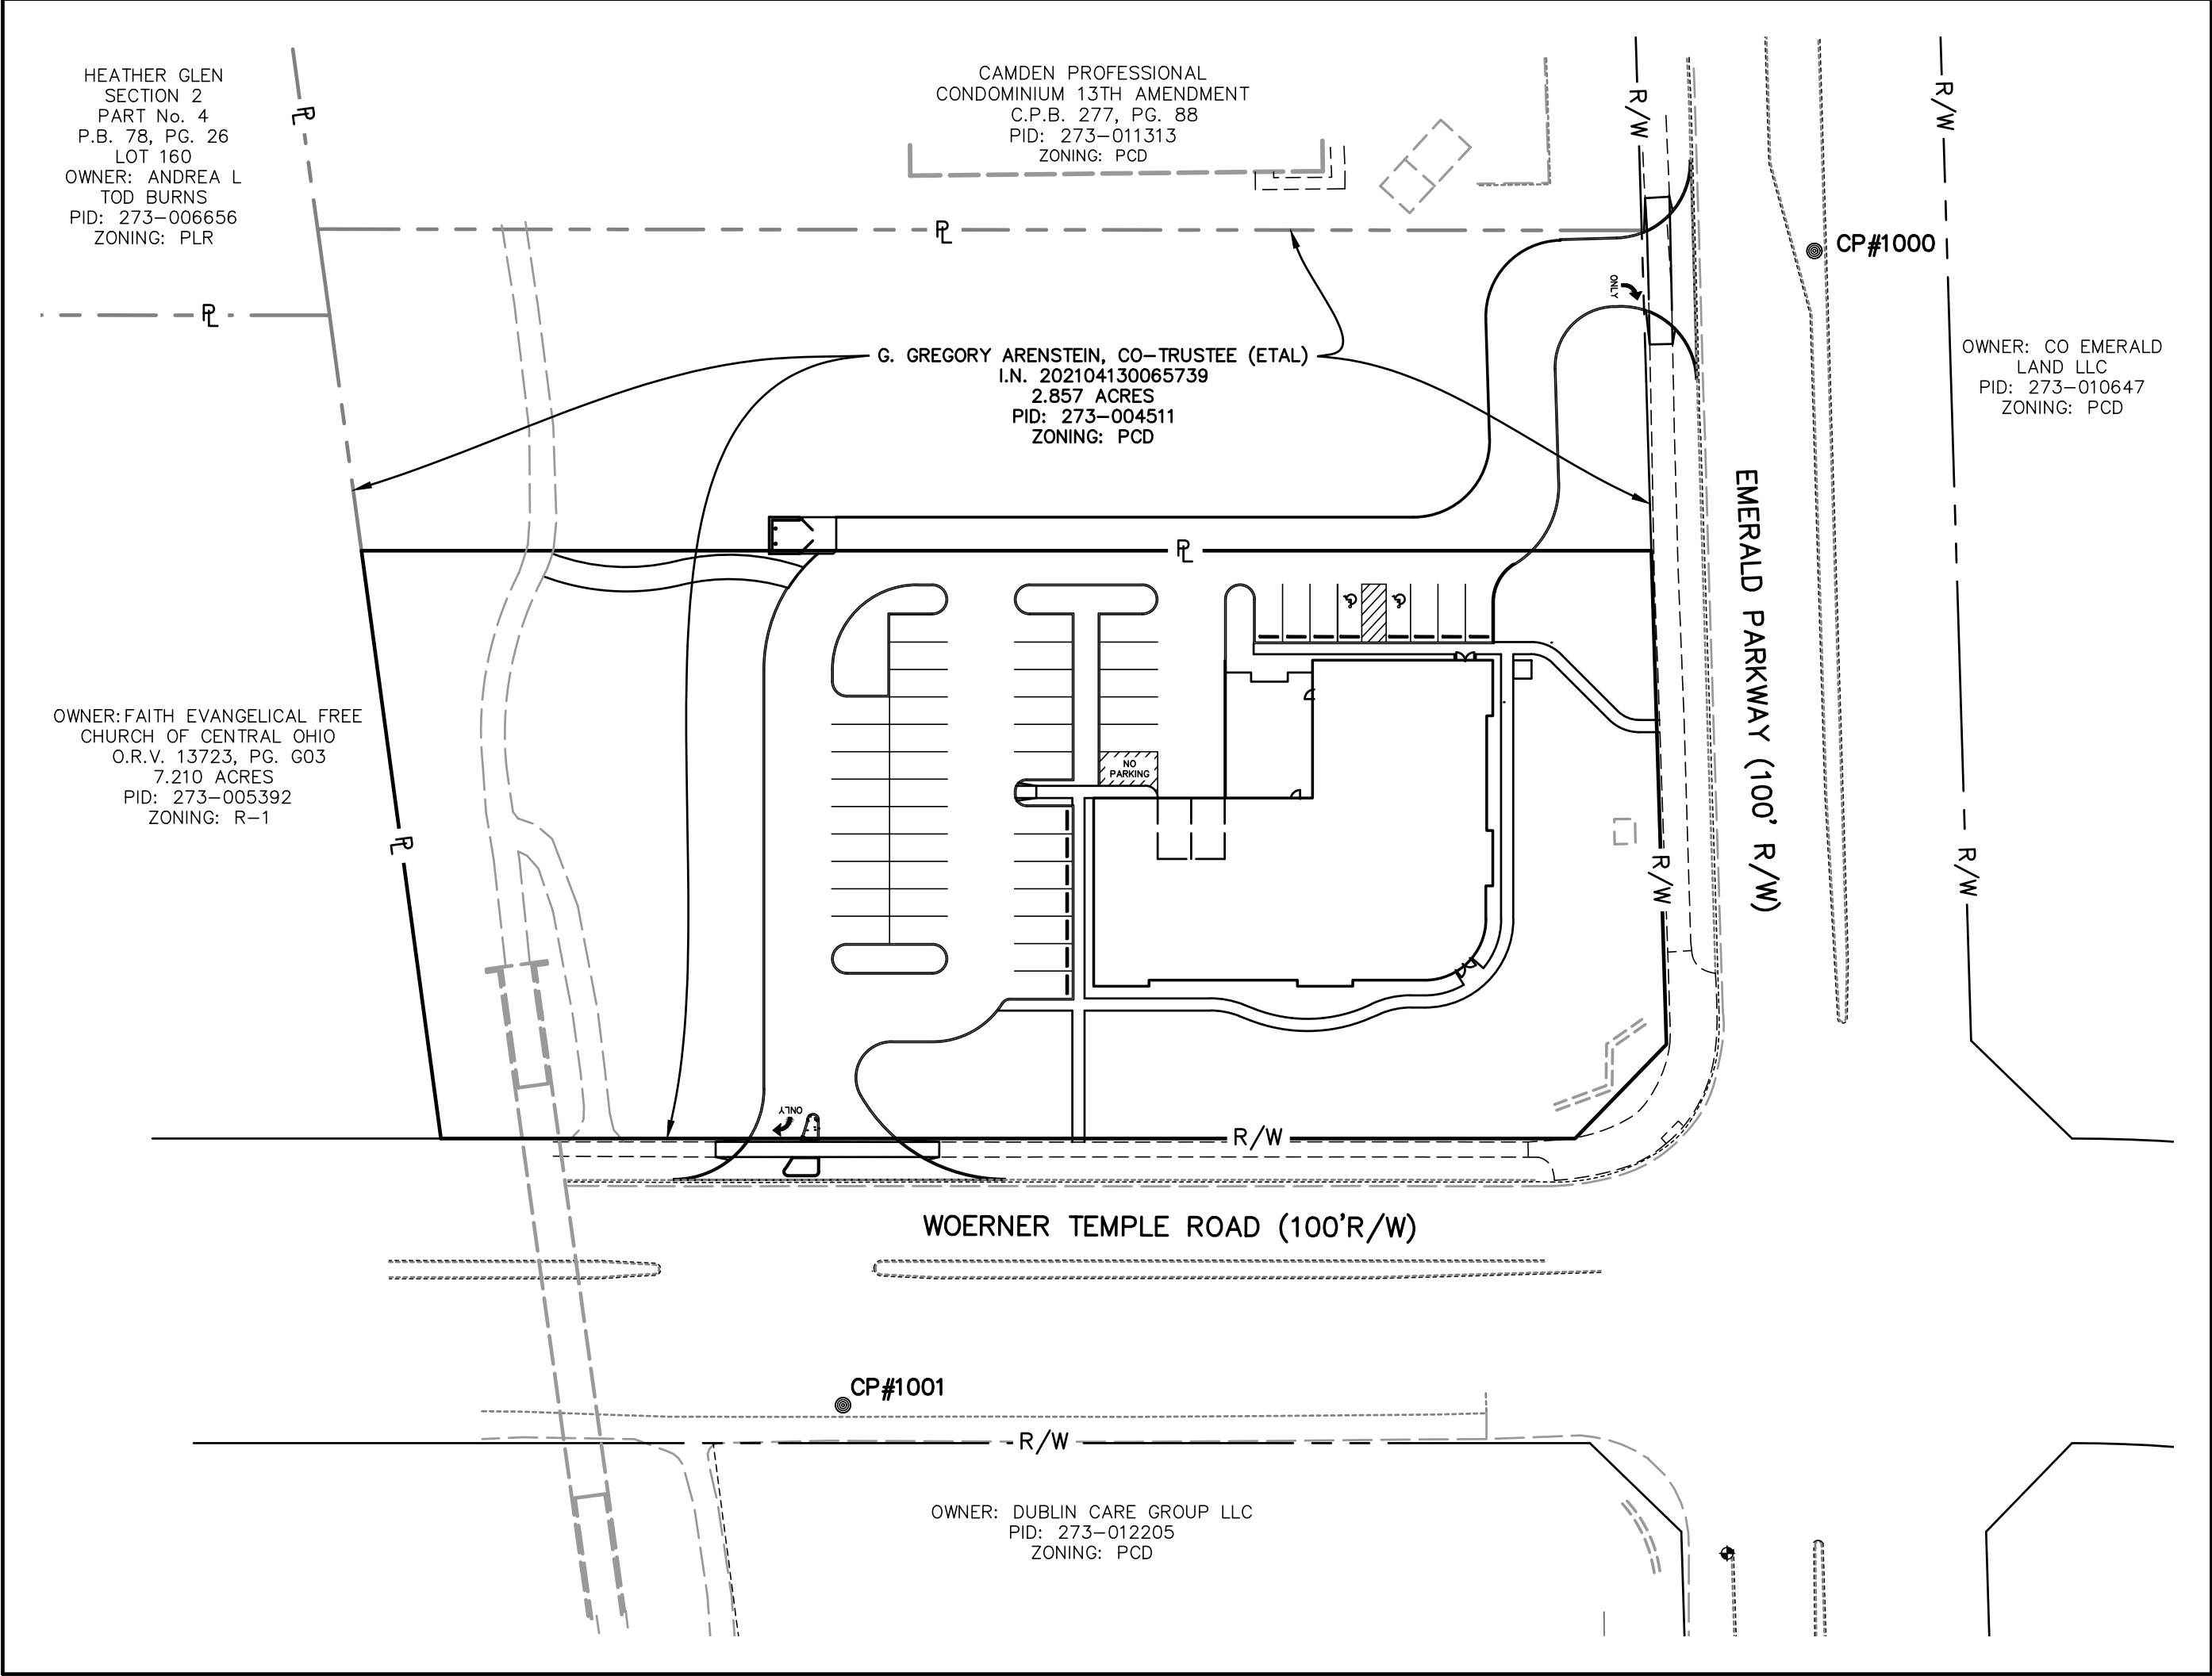 HEATHER GLEN
SECTION 2
PART No. 4
P.B. 78, PG. 26
LOT 160
OWNER: ANDREA L
TOD BURNS
PID: 273-006656
ZONING: PLR
PL
CAMDEN PROFESSIONAL
CONDOMINIUM 13TH AMENDMENT
C.P.B. 277, PG. 88
PID: 273-011313
ZONING: PCD
R/W
R/W
PL
CP#1000
ONLY
PL
G. GREGORY ARENSTEIN, CO-TRUSTEE (ETAL)
I.N. 202104130065739
2.857 ACRES
PID: 273-004511
ZONING: PCD
OWNER: CO EMERALD
LAND LLC
PID: 273-010647
ZONING: PCD
PL
EMERALD PARKWAY (100' R/W)
OWNER: FAITH EVANGELICAL FREE
CHURCH OF CENTRAL OHIO
O.R.V. 13723, PG. G03
7.210 ACRES
PID: 273-005392
ZONING: R-1
NO
PARKING
PL
R/W
R/W
ONLY
R/W
WOERNER TEMPLE ROAD (100'R/W)
CP#1001
R/W
OWNER: DUBLIN CARE GROUP LLC
PID: 273-012205
ZONING: PCD